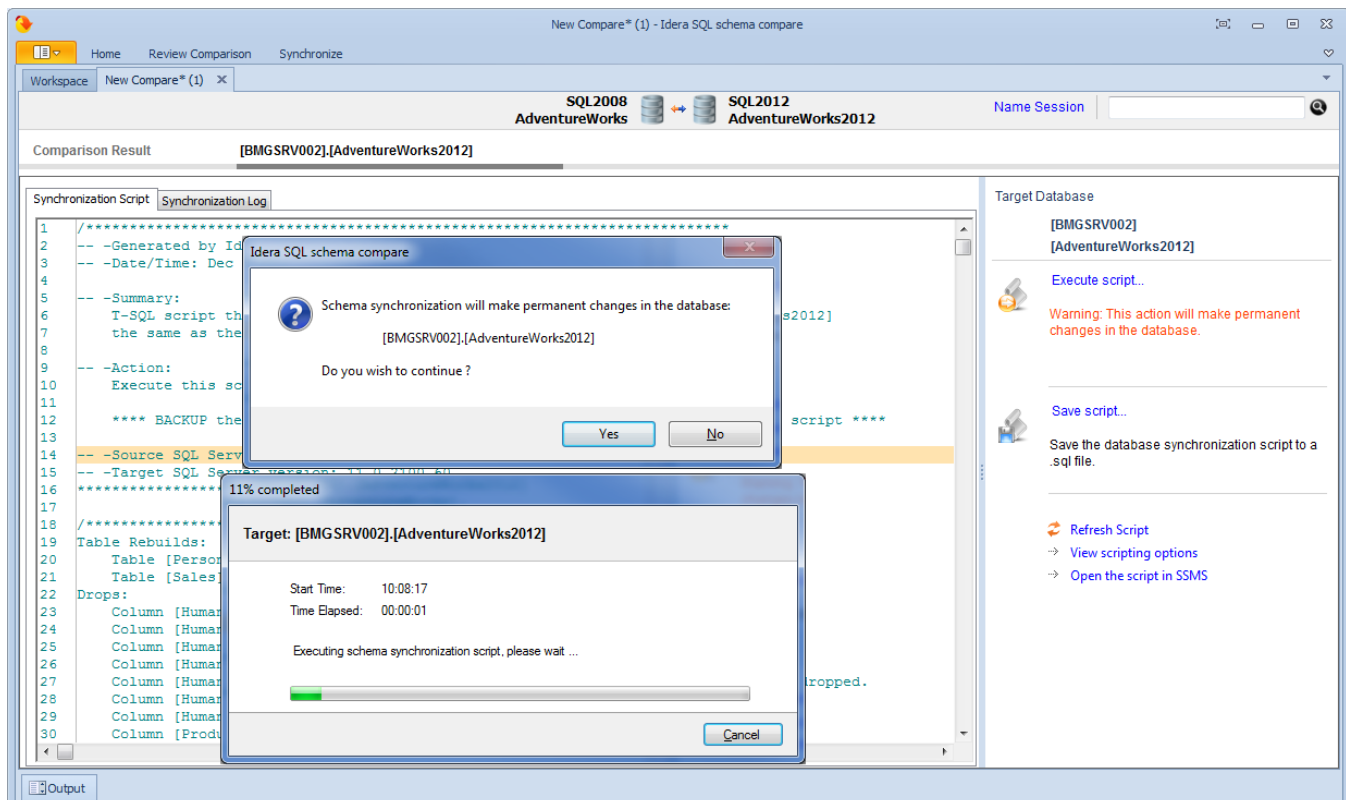 New Compare* (1) - Idera SQL schema compare
Home Review Comparison Synchronize
Workspace New Compare* (1)
SQL2008 SQL2012
AdventureWorks AdventureWorks2012
Name Session
Comparison Result [BMGSRV002].[AdventureWorks2012]
Synchronization Script Synchronization Log
1 /**************************************************************************
2 -- -Generated by Id
3 -- -Date/Time: Dec
4
5 -- -Summary:
6 T-SQL script th s2012]
7 the same as the
8
9 -- -Action:
10 Execute this sc
11
12 **** BACKUP the script ****
13
14 -- -Source SQL Serv
15 -- -Target SQL Server version: 11.0.2100.60
16 *****************
17
18 /****************
19 Table Rebuilds:
20 Table [Person
21 Table [Sales]
22 Drops:
23 Column [Human
24 Column [Human
25 Column [Human
26 Column [Human
27 Column [Human dropped.
28 Column [Human
29 Column [Human
30 Column [Produ
Idera SQL schema compare
Schema synchronization will make permanent changes in the database:
[BMGSRV002].[AdventureWorks2012]
Do you wish to continue ?
Yes No
11% completed
Target: [BMGSRV002].[AdventureWorks2012]
Start Time: 10:08:17
Time Elapsed: 00:00:01
Executing schema synchronization script, please wait ...
Cancel
Target Database
[BMGSRV002]
[AdventureWorks2012]
Execute script...
Warning: This action will make permanent
changes in the database.
Save script...
Save the database synchronization script to a
.sql file.
Refresh Script
View scripting options
Open the script in SSMS
Output